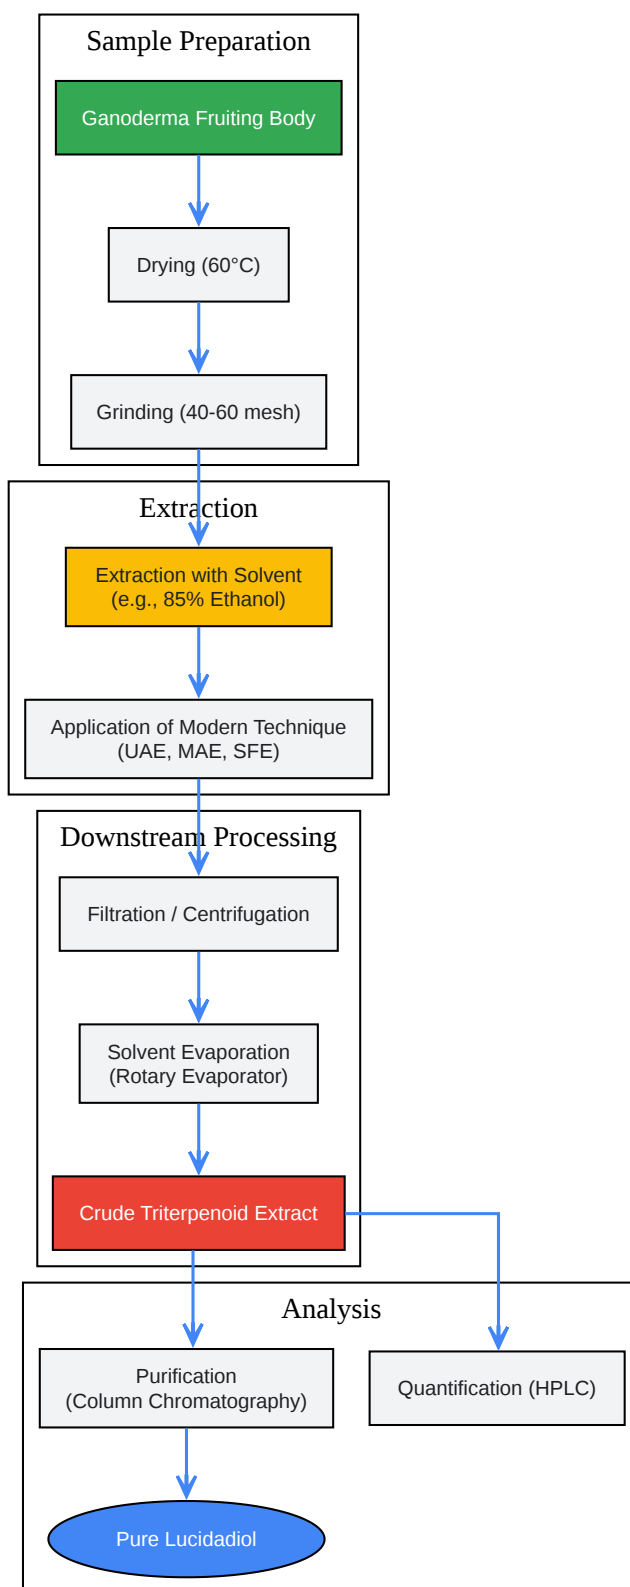 Sample Preparation
Ganoderma Fruiting Body
Drying (60°C)
Grinding (40-60 mesh)
Extraction
Extraction with Solvent
(e.g., 85% Ethanol)
Application of Modern Technique
(UAE, MAE, SFE)
Downstream Processing
Filtration / Centrifugation
Solvent Evaporation
(Rotary Evaporator)
Crude Triterpenoid Extract
Analysis
Purification
(Column Chromatography)
Quantification (HPLC)
Pure Lucidadiol